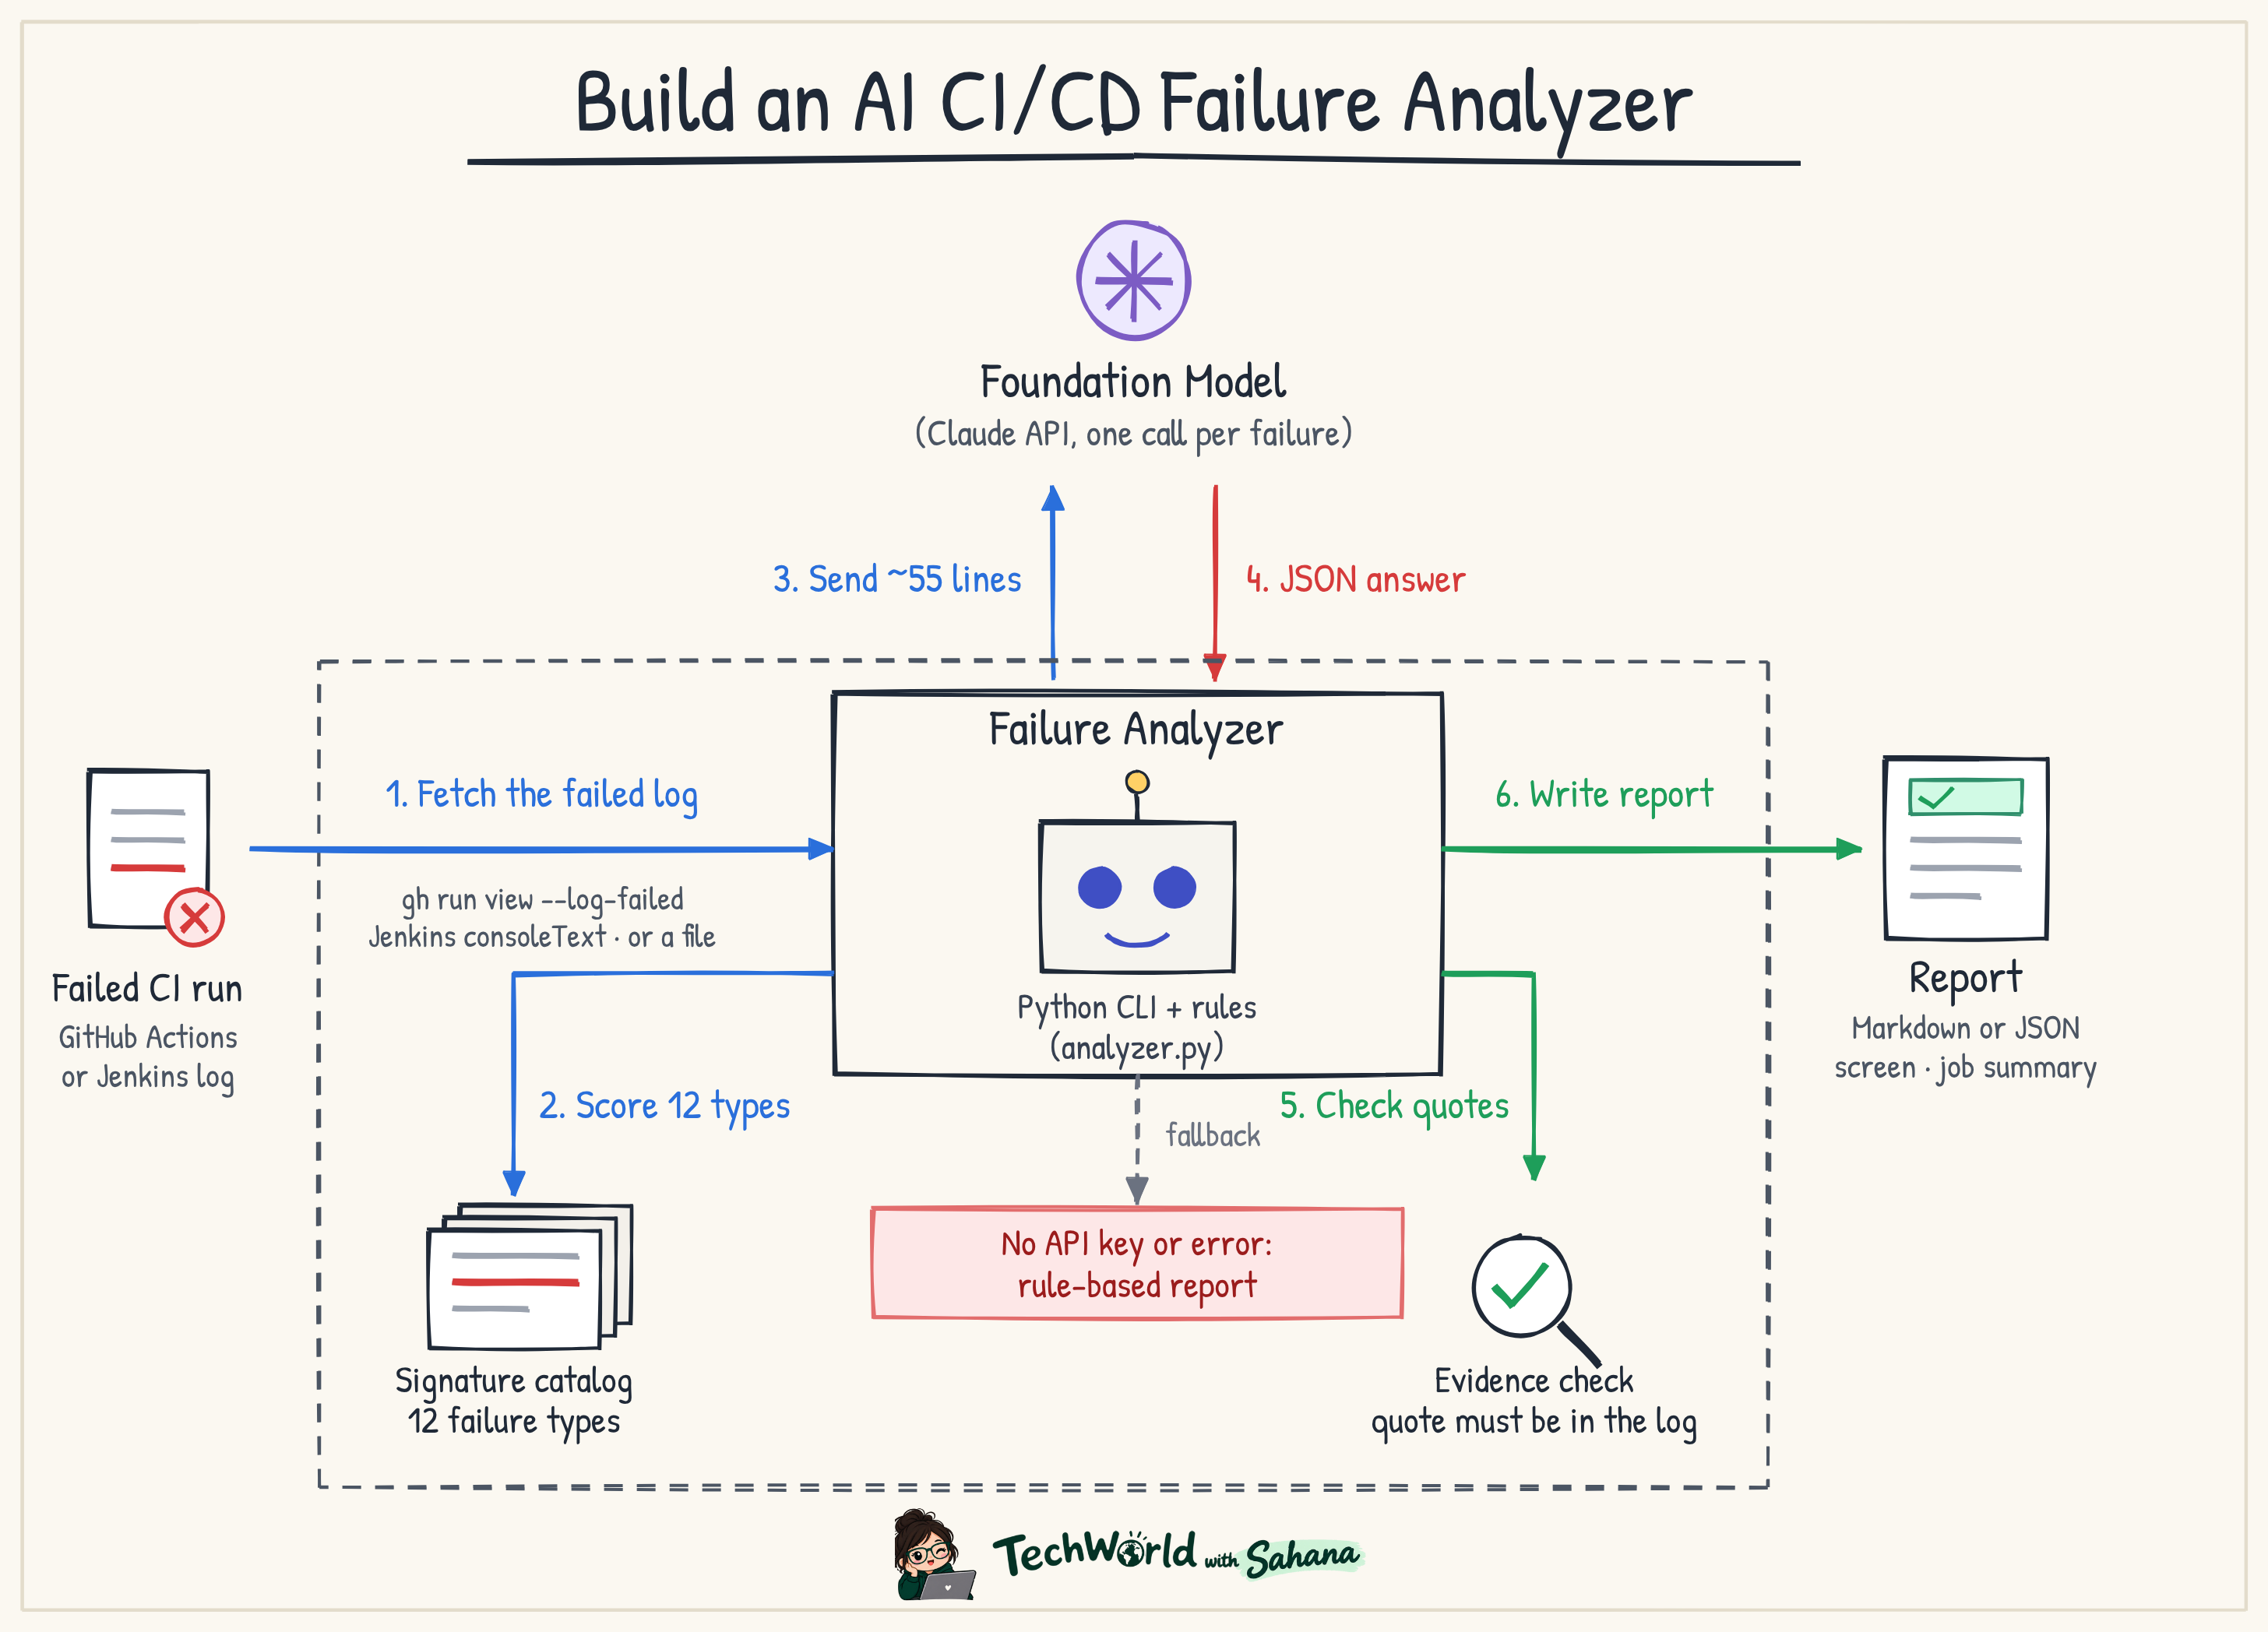 Build an AI CI/CD Failure Analyzer
Foundation Model
(Claude API, one call per failure)
3. Send ~55 lines
4. JSON answer
Failure Analyzer
1. Fetch the failed log
gh run view --log-failed
Jenkins consoleText · or a file
6. Write report
Failed CI run
GitHub Actions
or Jenkins log
Python CLI + rules
(analyzer.py)
Report
Markdown or JSON
screen · job summary
2. Score 12 types
fallback
5. Check quotes
No API key or error:
rule-based report
Signature catalog
12 failure types
Evidence check
quote must be in the log
TechWorld with Sahana